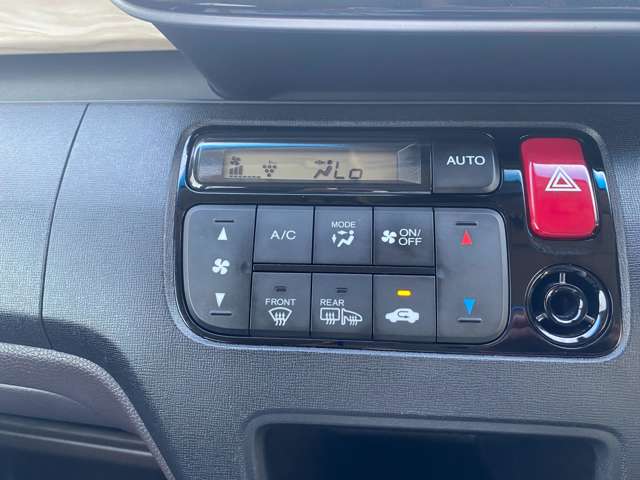 Lo
AUTO
A/C
MODE
ON/
OFF
FRONT
REAR